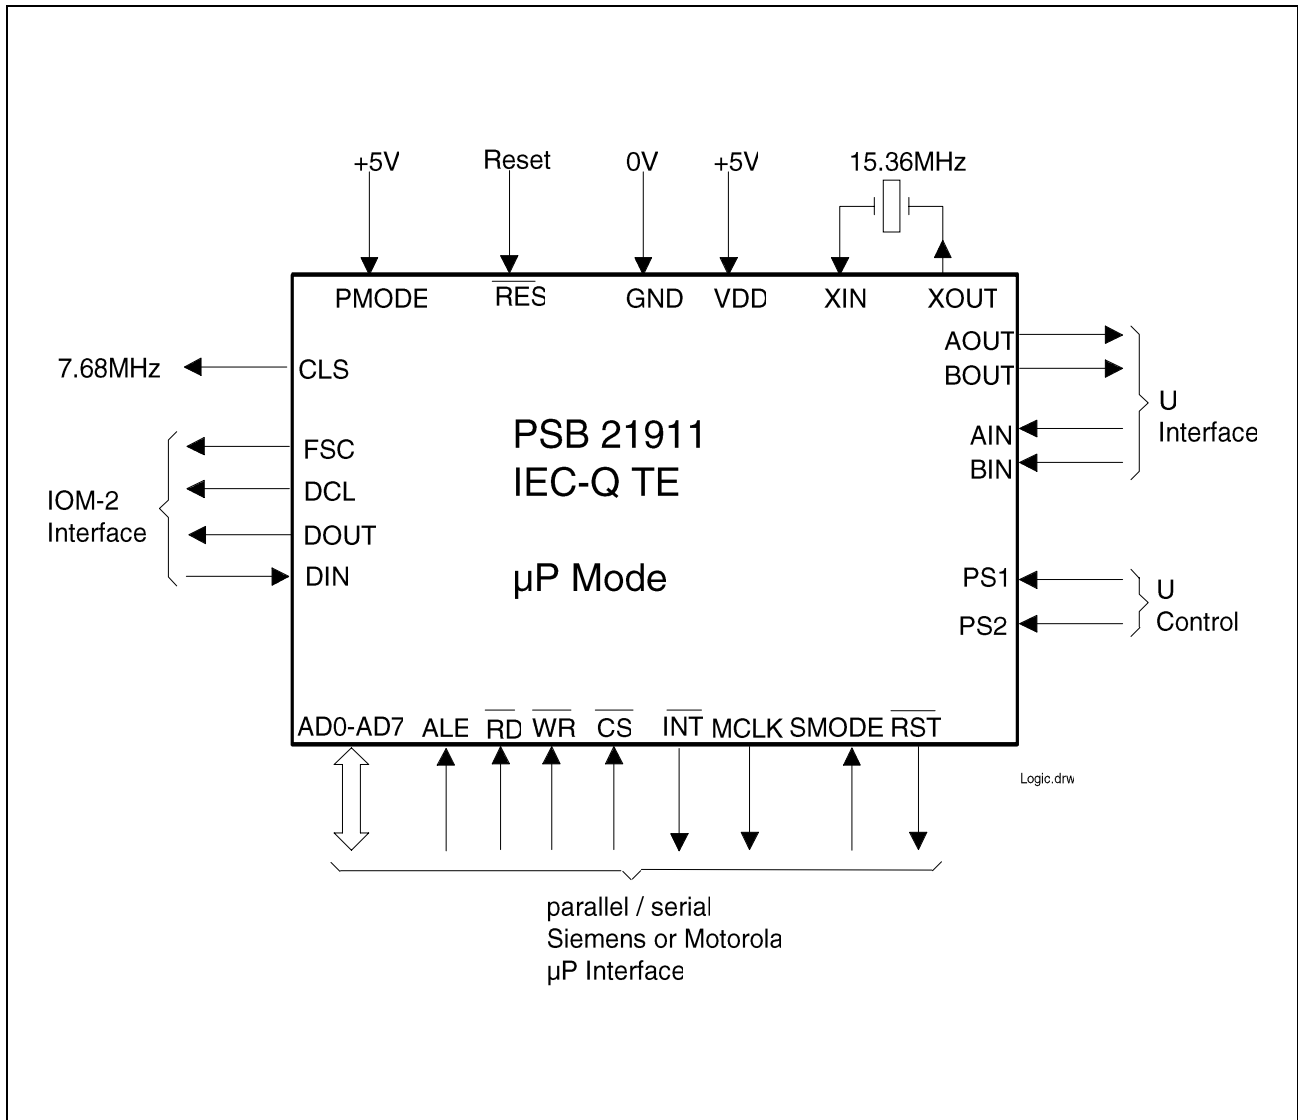 +5V
Reset
0V
+5V
15.36MHz
PMODE
RES
GND
VDD
XIN
XOUT
AOUT
BOUT
AIN
BIN
U
Interface
7.68MHz
CLS
FSC
DCL
DOUT
DIN
IOM-2
Interface
PSB 21911
IEC-Q TE
µP Mode
PS1
PS2
U
Control
AD0-AD7
ALE
RD
WR
CS
INT
MCLK
SMODE
RST
Logic.drw
parallel / serial
Siemens or Motorola
µP Interface